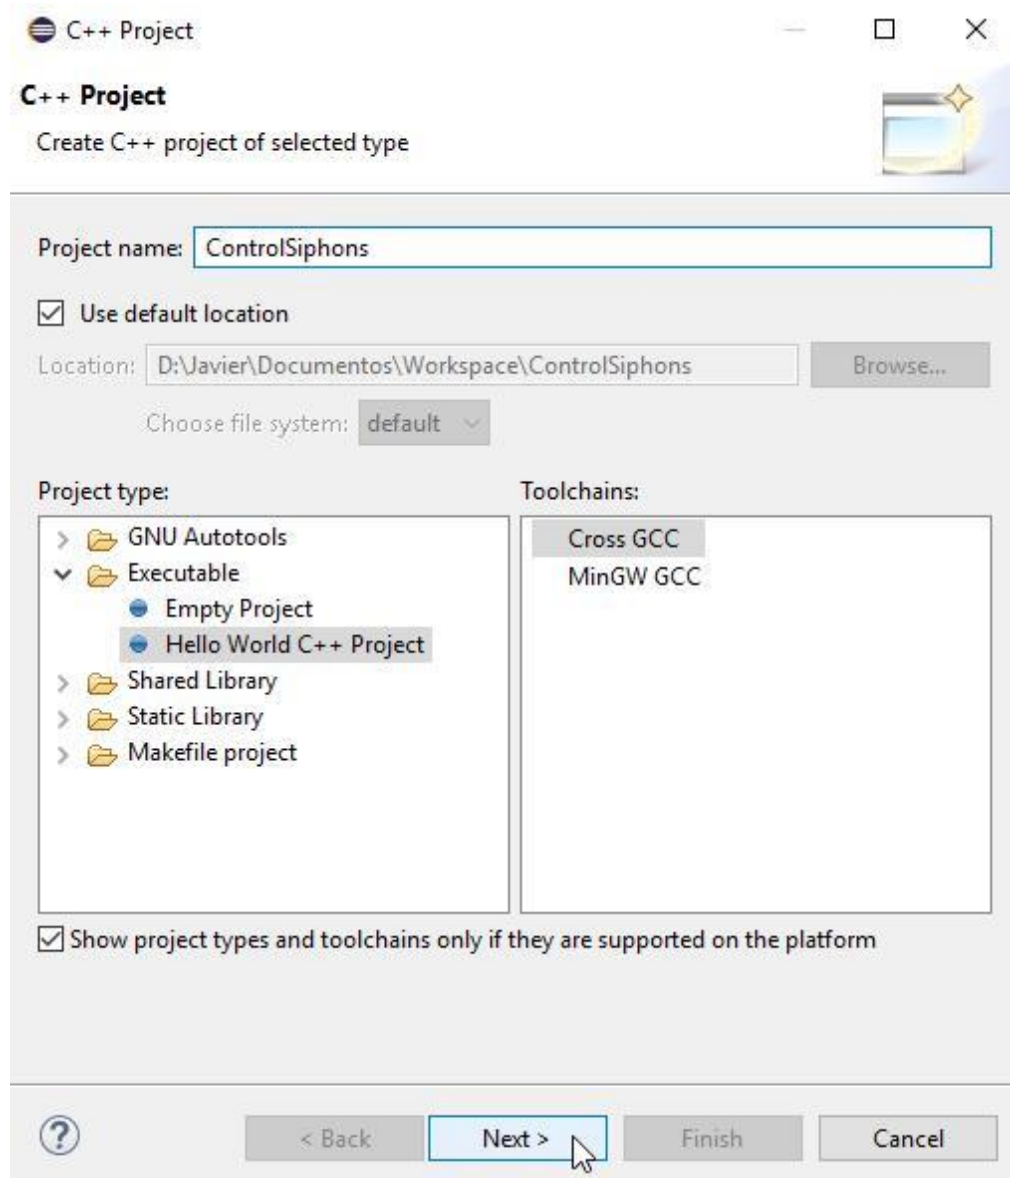 C++ Project
C++ Project
Create C++ project of selected type
Project name: ControlSiphons
Use default location
Location: D:\Javier\Documentos\Workspace\ControlSiphons Browse...
Choose file system: default
Project type:
GNU Autotools
Executable
Empty Project
Hello World C++ Project
Shared Library
Static Library
Makefile project
Toolchains:
Cross GCC
MinGW GCC
Show project types and toolchains only if they are supported on the platform
? < Back Next > Finish Cancel